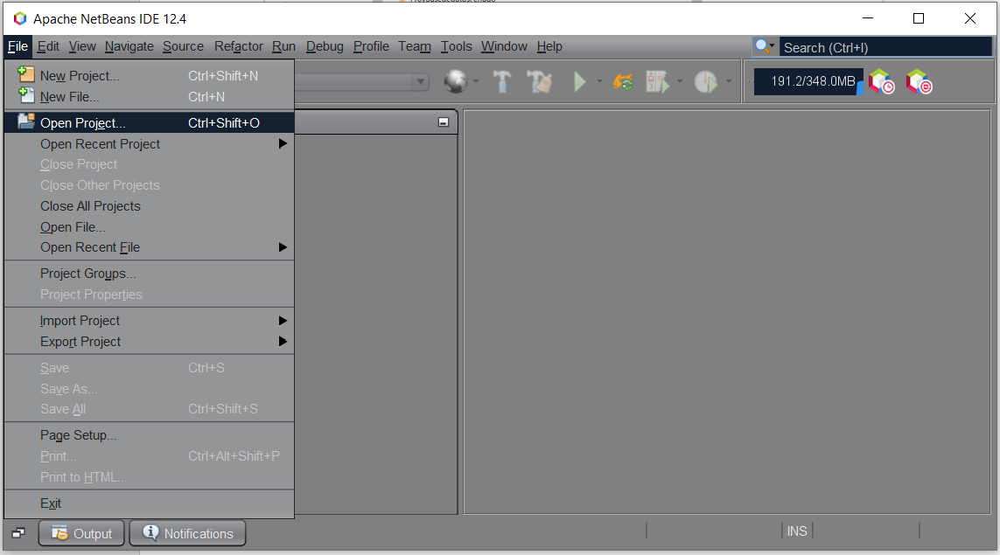 Apache NetBeans IDE 12.4
File Edit View Navigate Source Refactor Run Debug Profile Team Tools Window Help
Search (Ctrl+I)
191.2/348.0MB
New Project... Ctrl+Shift+N
New File... Ctrl+N
Open Project... Ctrl+Shift+O
Open Recent Project
Close Project
Close Other Projects
Close All Projects
Open File...
Open Recent File
Project Groups...
Project Properties
Import Project
Export Project
Save Ctrl+S
Save As...
Save All Ctrl+Shift+S
Page Setup...
Print... Ctrl+Alt+Shift+P
Print to HTML...
Exit
Output Notifications INS